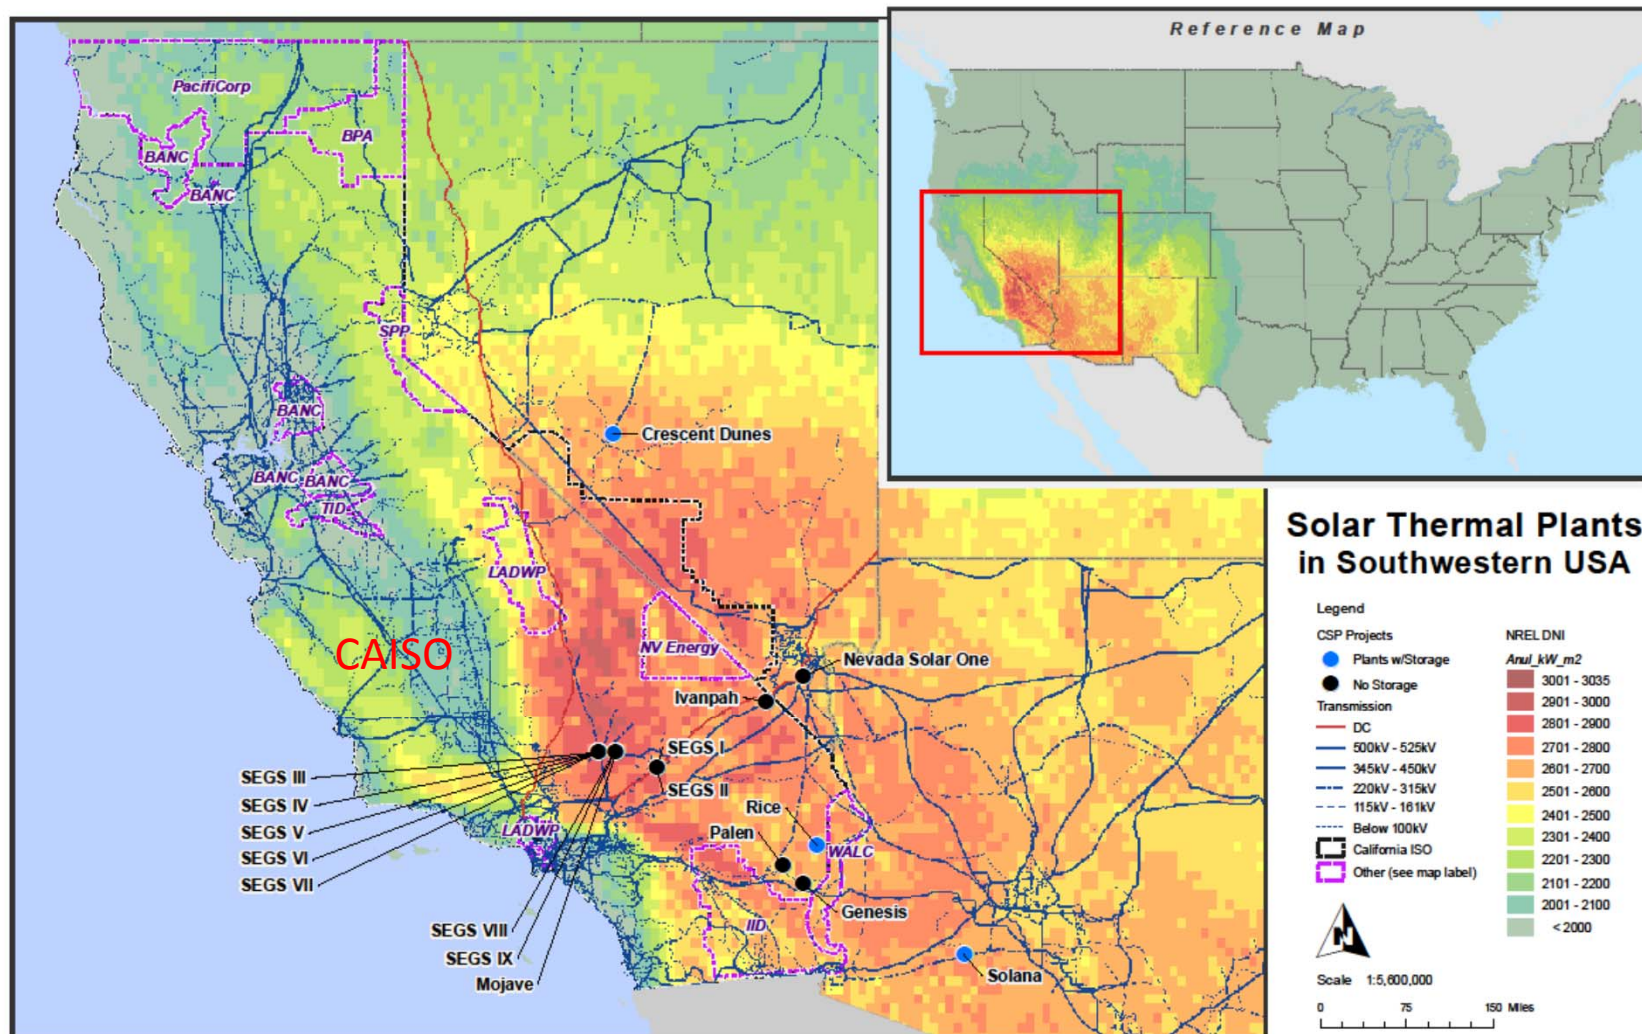 Reference Map
PacifiCorp
BPA
BANC
BANC
SPP
BANC
Crescent Dunes
BANC
BANC
TID
LADWP
CAISO
NV Energy
Nevada Solar One
Ivanpah
SEGS I
SEGS II
SEGS III
SEGS IV
SEGS V
SEGS VI
SEGS VII
LADWP
Rice
Palen
WALC
Genesis
IID
SEGS VIII
SEGS IX
Mojave
Solana
Solar Thermal Plants
in Southwestern USA
Legend
CSP Projects
Plants w/Storage
No Storage
Transmission
DC
500kV - 525kV
345kV - 450kV
220kV - 315kV
115kV - 161kV
Below 100kV
California ISO
Other (see map label)
NREL DNI
Anul_kW_m2
3001 - 3035
2901 - 3000
2801 - 2900
2701 - 2800
2601 - 2700
2501 - 2600
2401 - 2500
2301 - 2400
2201 - 2300
2101 - 2200
2001 - 2100
< 2000
N
Scale 1:5,600,000
0 75 150 Miles